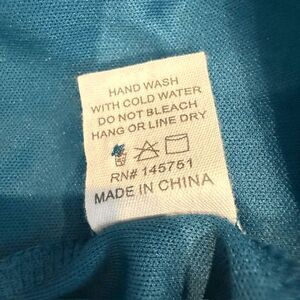 HAND WASH
WITH COLD WATER
DO NOT BLEACH
HANG OR LINE DRY
RN# 145751
MADE IN CHINA